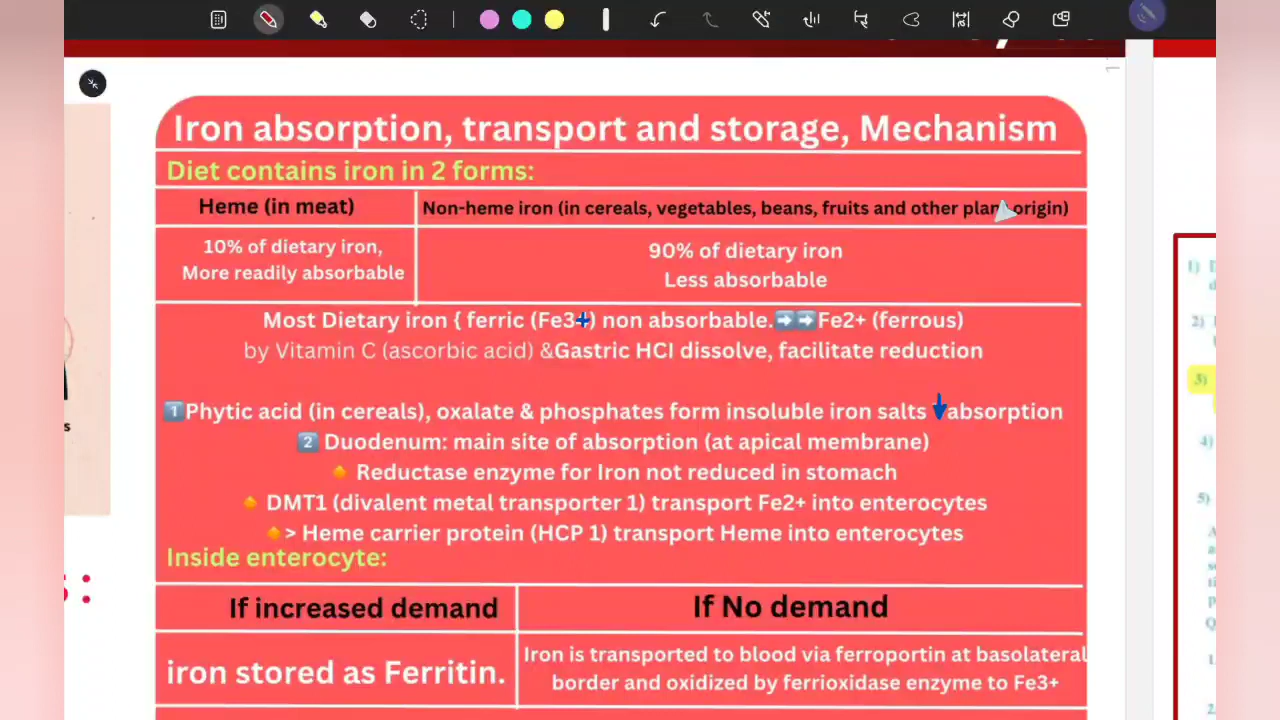 Iron absorption, transport and storage, Mechanism
Diet contains iron in 2 forms:
Heme (in meat)
Non-heme iron (in cereals, vegetables, beans, fruits and other plant origin)
10% of dietary iron,
More readily absorbable
90% of dietary iron
Less absorbable
Most Dietary iron { ferric (Fe3+) non absorbable.➡️➡️Fe2+ (ferrous)
by Vitamin C (ascorbic acid) &Gastric HCI dissolve, facilitate reduction
1️⃣Phytic acid (in cereals), oxalate & phosphates form insoluble iron salts ↓absorption
2️⃣ Duodenum: main site of absorption (at apical membrane)
🔸 Reductase enzyme for Iron not reduced in stomach
🔸 DMT1 (divalent metal transporter 1) transport Fe2+ into enterocytes
🔸> Heme carrier protein (HCP 1) transport Heme into enterocytes
Inside enterocyte:
If increased demand
If No demand
iron stored as Ferritin.
Iron is transported to blood via ferroportin at basolateral
border and oxidized by ferrioxidase enzyme to Fe3+
s
:
1)
2)
3)
4)
5)